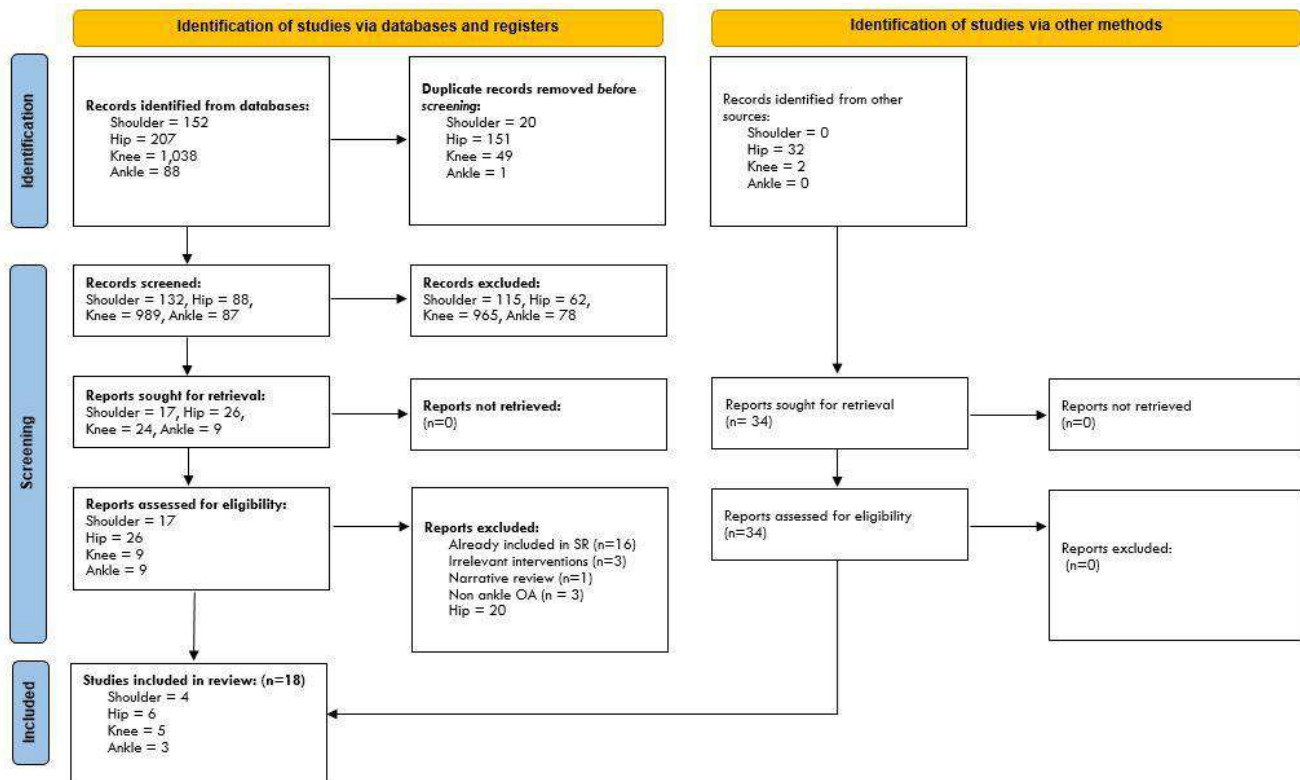 Identification of studies via databases and registers
Identification of studies via other methods
Identification
Records identified from databases:
Shoulder = 152
Hip = 207
Knee = 1,038
Ankle = 88
Duplicate records removed before
screening:
Shoulder = 20
Hip = 151
Knee = 49
Ankle = 1
Records identified from other
sources:
Shoulder = 0
Hip = 32
Knee = 2
Ankle = 0
Screening
Records screened:
Shoulder = 132, Hip = 88,
Knee = 989, Ankle = 87
Records excluded:
Shoulder = 115, Hip = 62,
Knee = 965, Ankle = 78
Reports sought for retrieval:
Shoulder = 17, Hip = 26,
Knee = 24, Ankle = 9
Reports not retrieved:
(n=0)
Reports sought for retrieval
(n= 34)
Reports not retrieved
(n=0)
Reports assessed for eligibility:
Shoulder = 17
Hip = 26
Knee = 9
Ankle = 9
Reports excluded:
Already included in SR (n=16)
Irrelevant interventions (n=3)
Narrative review (n=1)
Non ankle OA (n = 3)
Hip = 20
Reports assessed for eligibility
(n=34)
Reports excluded:
(n=0)
Included
Studies included in review: (n=18)
Shoulder = 4
Hip = 6
Knee = 5
Ankle = 3